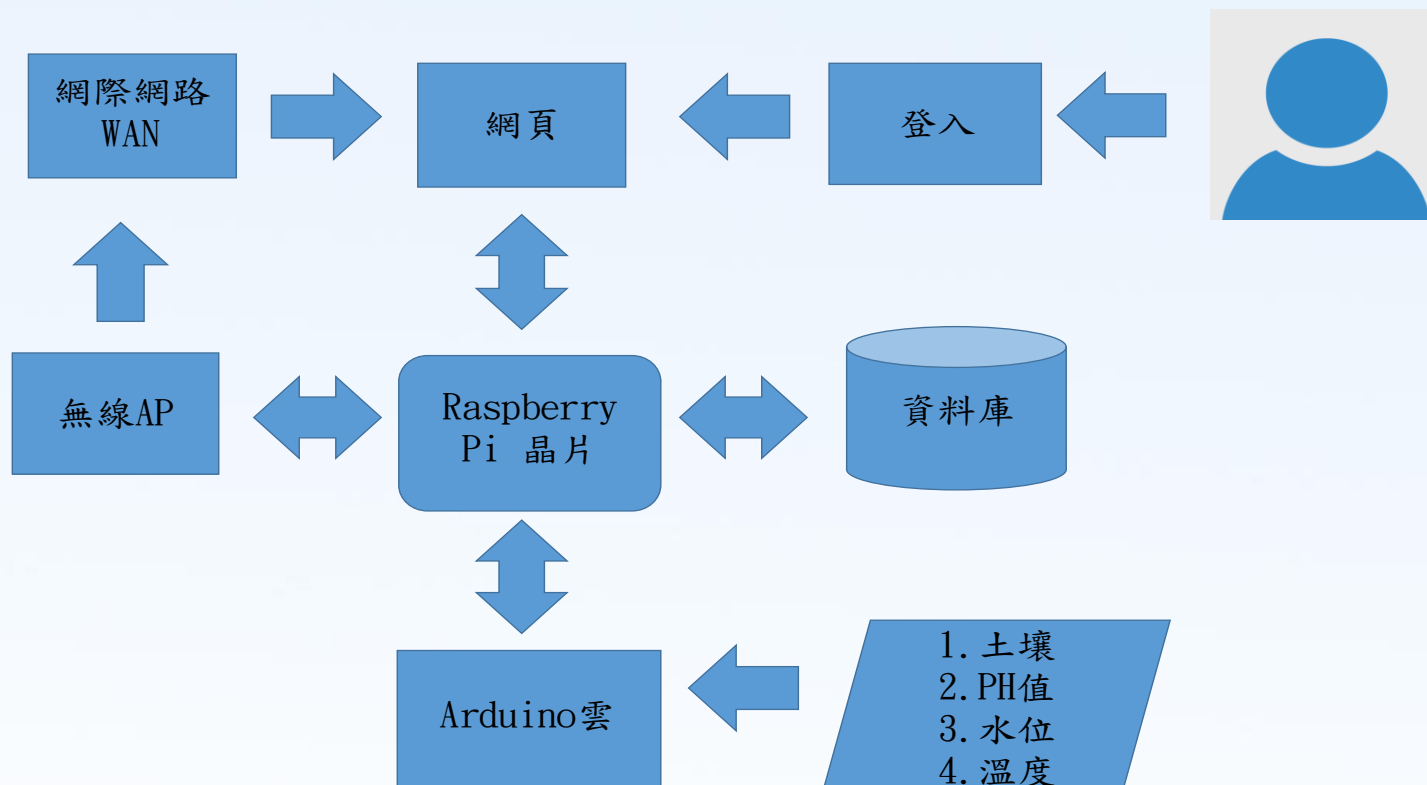 網際網路
WAN
網頁
登入
無線AP
Raspberry
Pi 晶片
資料庫
Arduino雲
1.土壤
2.PH值
3.水位
4.溫度